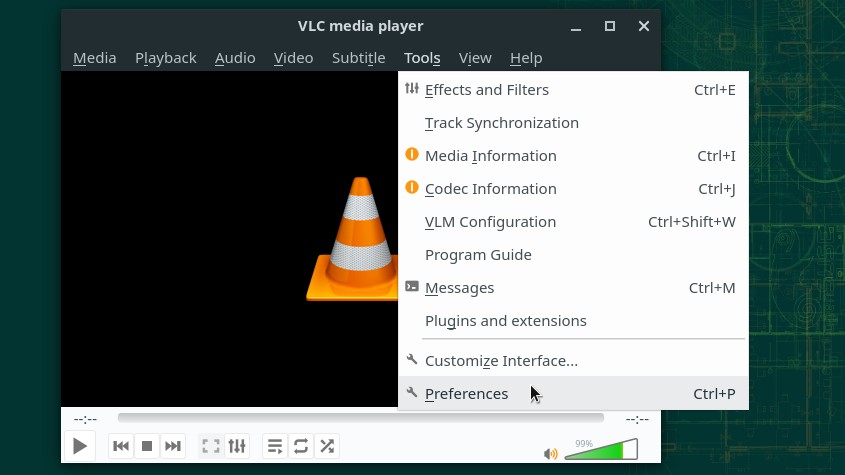 VLC media player
Media Playback Audio Video Subtitle Tools View Help
Effects and Filters Ctrl+E
Track Synchronization
Media Information Ctrl+I
Codec Information Ctrl+J
VLM Configuration Ctrl+Shift+W
Program Guide
Messages Ctrl+M
Plugins and extensions
Customize Interface...
Preferences Ctrl+P
--:-- --:--
99%